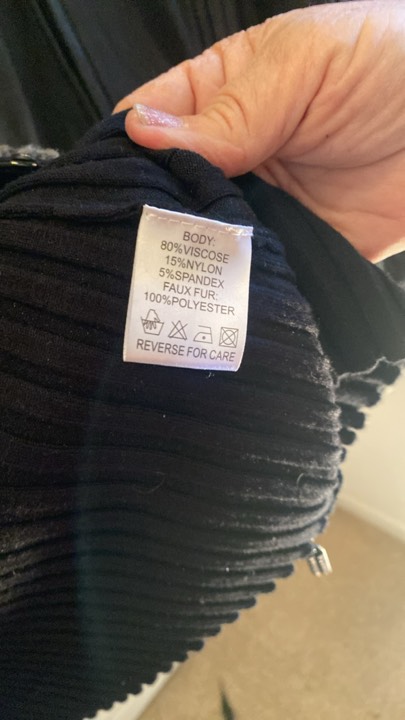 BODY:
80%VISCOSE
15%NYLON
5%SPANDEX
FAUX FUR:
100%POLYESTER
REVERSE FOR CARE